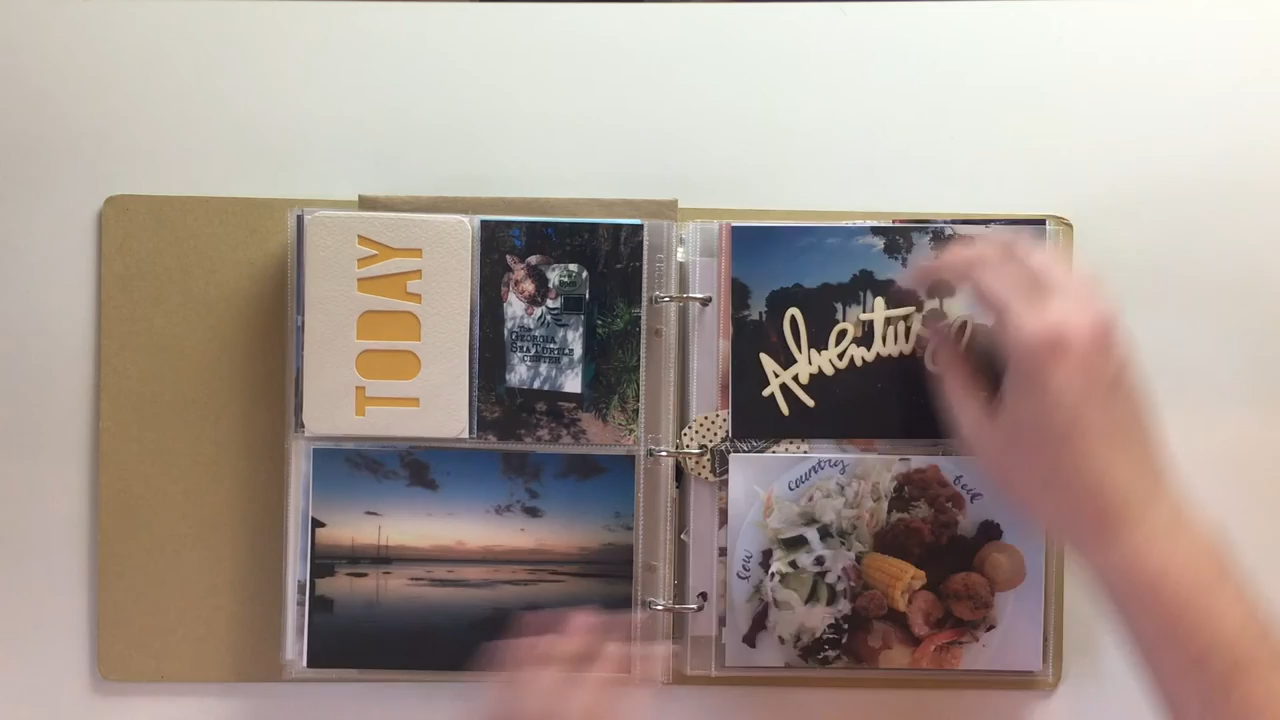 TODAY
The
GEORGIA
SEA TURTLE
CENTER
Adventure
low
country
boil